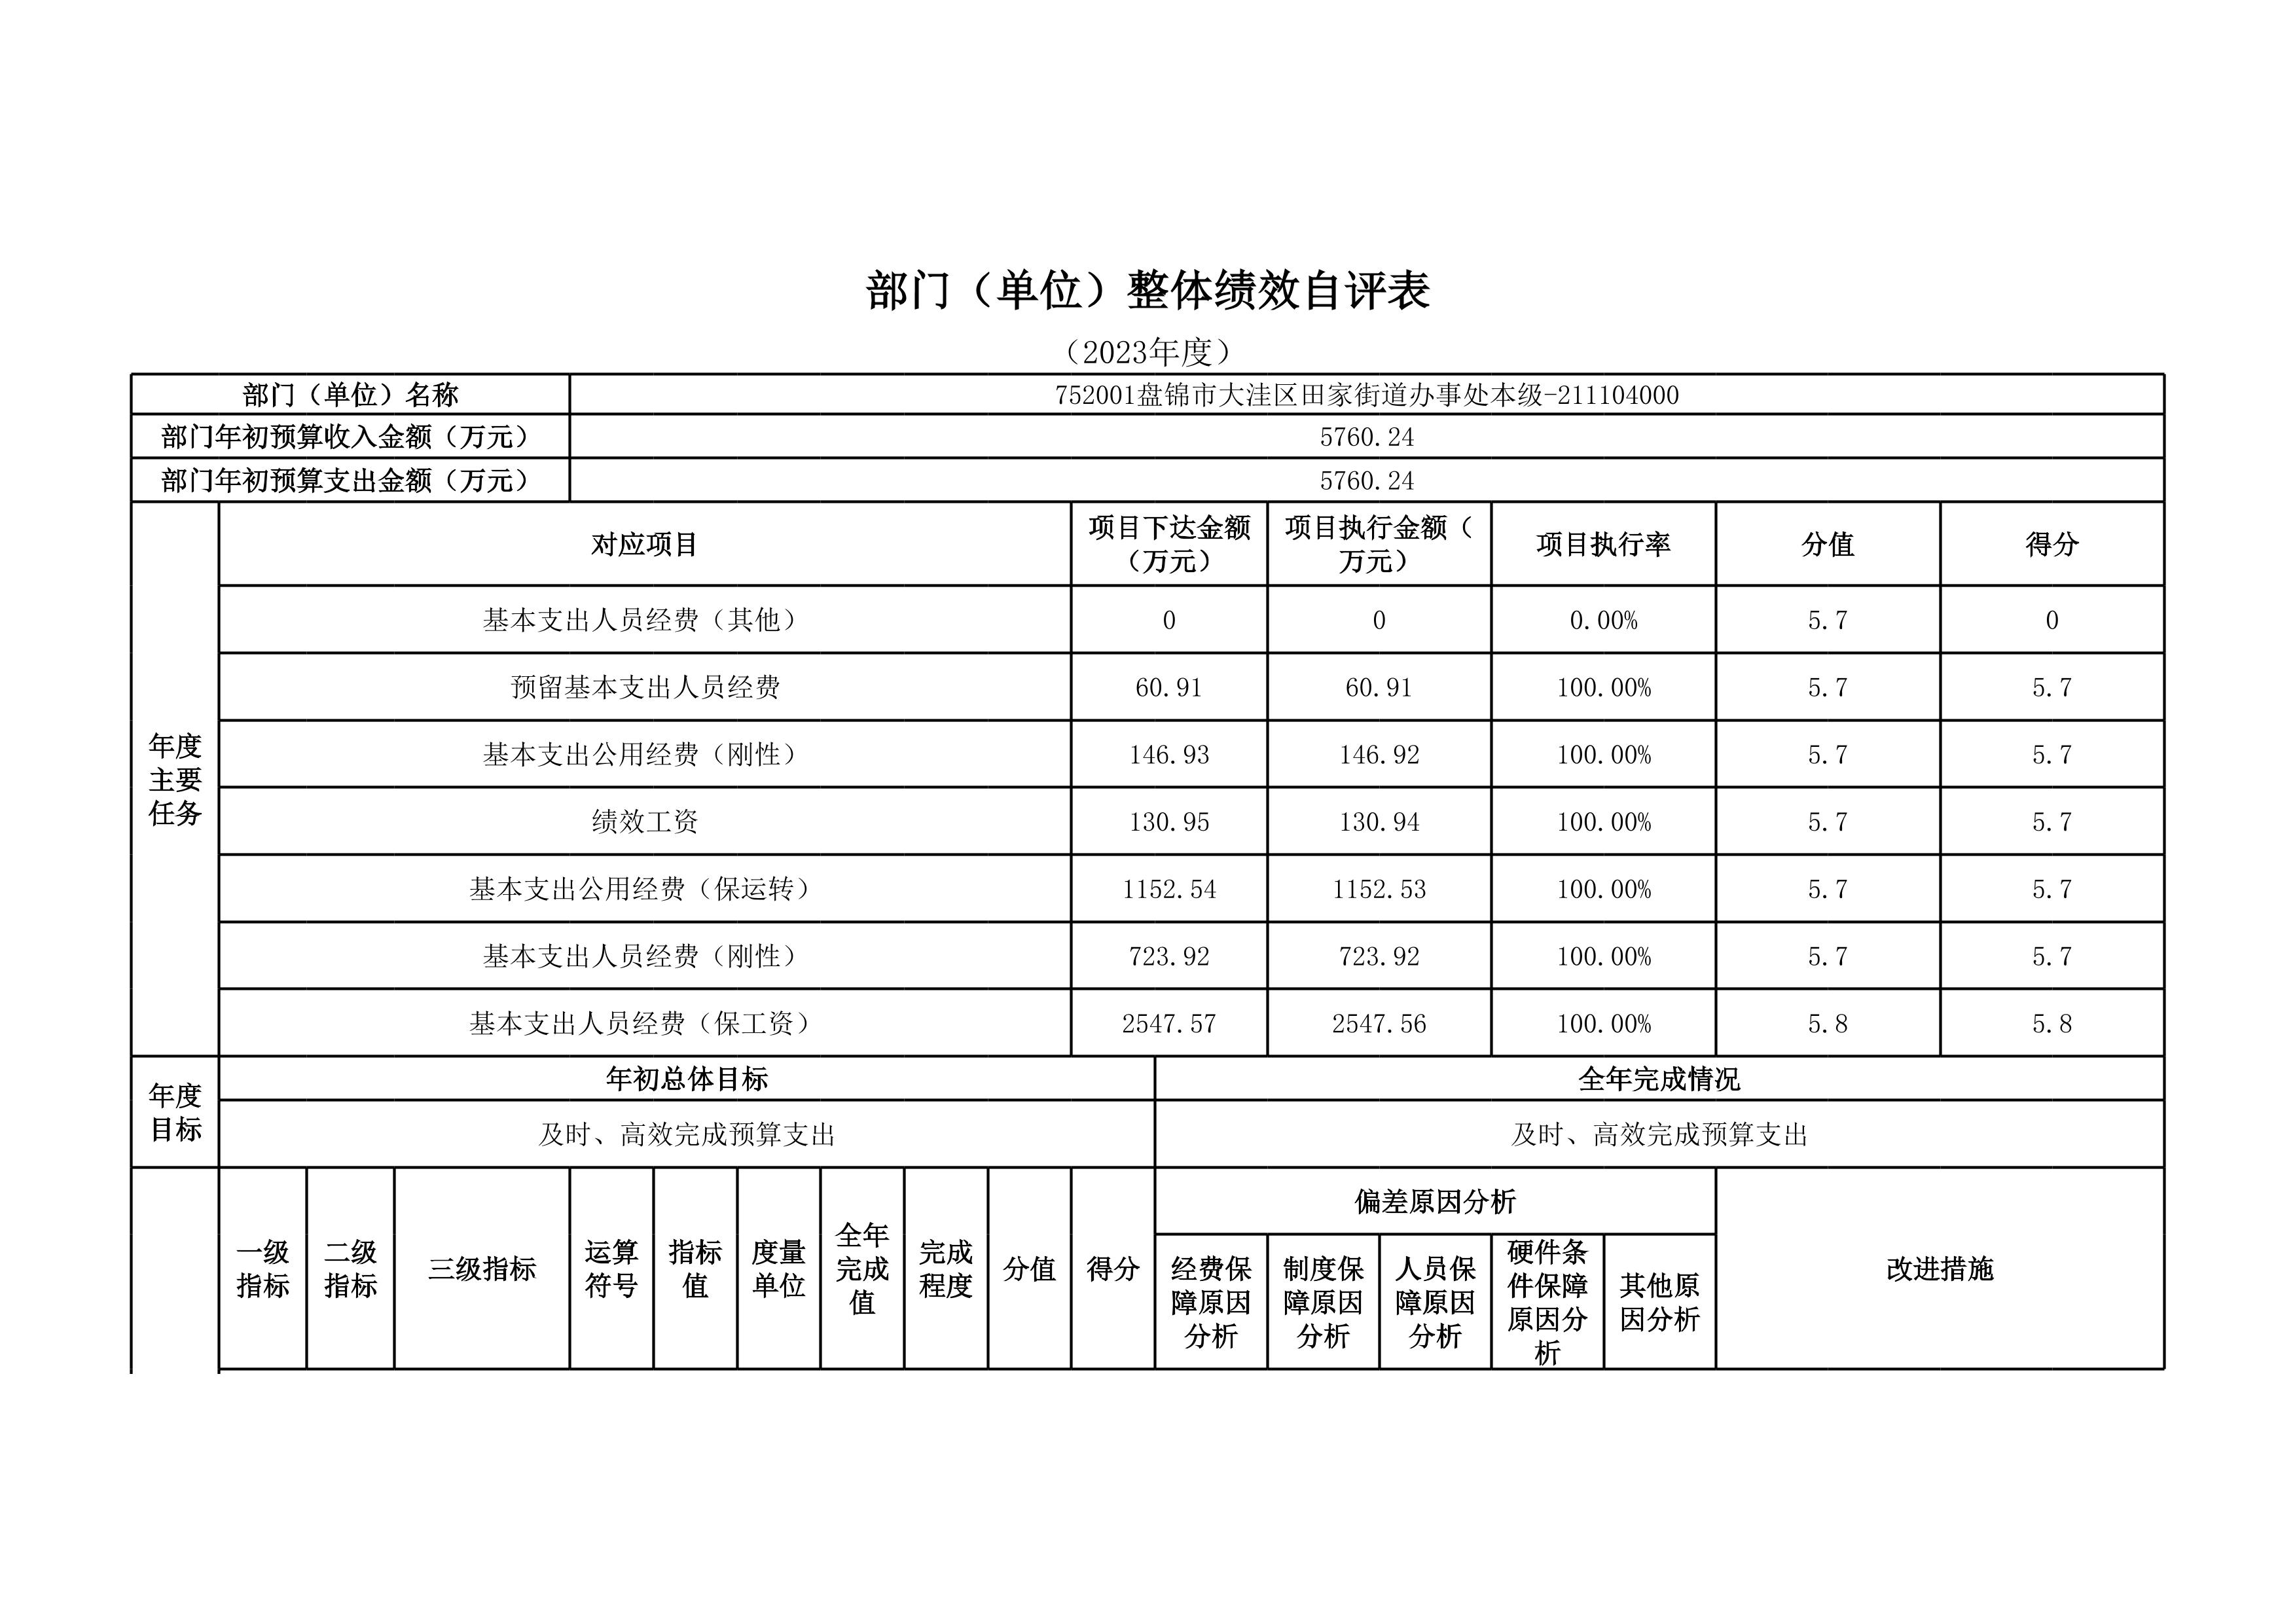 部门（单位）整体绩效自评表
（2023年度）
部门（单位）名称 752001盘锦市大洼区田家街道办事处本级-211104000
部门年初预算收入金额（万元） 5760.24
部门年初预算支出金额（万元） 5760.24
年度主要任务
对应项目 项目下达金额（万元） 项目执行金额（万元） 项目执行率 分值 得分
基本支出人员经费（其他） 0 0 0.00% 5.7 0
预留基本支出人员经费 60.91 60.91 100.00% 5.7 5.7
基本支出公用经费（刚性） 146.93 146.92 100.00% 5.7 5.7
绩效工资 130.95 130.94 100.00% 5.7 5.7
基本支出公用经费（保运转） 1152.54 1152.53 100.00% 5.7 5.7
基本支出人员经费（刚性） 723.92 723.92 100.00% 5.7 5.7
基本支出人员经费（保工资） 2547.57 2547.56 100.00% 5.8 5.8
年度目标
年初总体目标 全年完成情况
及时、高效完成预算支出 及时、高效完成预算支出
一级指标 二级指标 三级指标 运算符号 指标值 度量单位 全年完成值 完成程度 分值 得分 偏差原因分析 改进措施
经费保障原因分析 制度保障原因分析 人员保障原因分析 硬件条件保障原因分析 其他原因分析